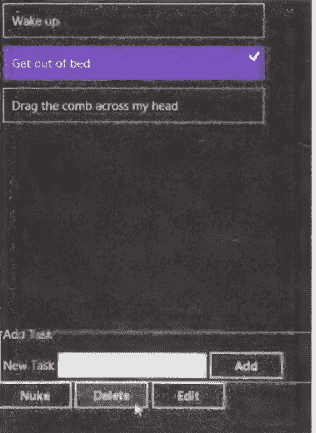 Wake up
Get out of bed
Drag the comb across my head
Add Task
New Task Add
Nuke Delete Edit